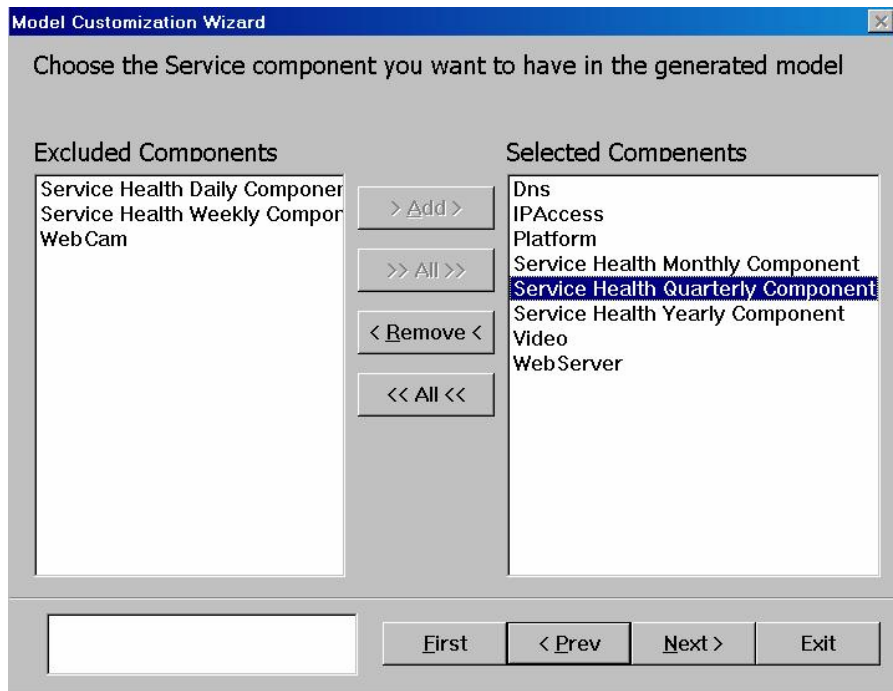 Model Customization Wizard
Choose the Service component you want to have in the generated model
Excluded Components
Service Health Daily Componer
Service Health Weekly Compor
WebCam
> Add >
>> All >>
< Remove <
<< All <<
Selected Compenents
Dns
IPAccess
Platform
Service Health Monthly Component
Service Health Quarterly Component
Service Health Yearly Component
Video
WebServer
First
< Prev
Next >
Exit